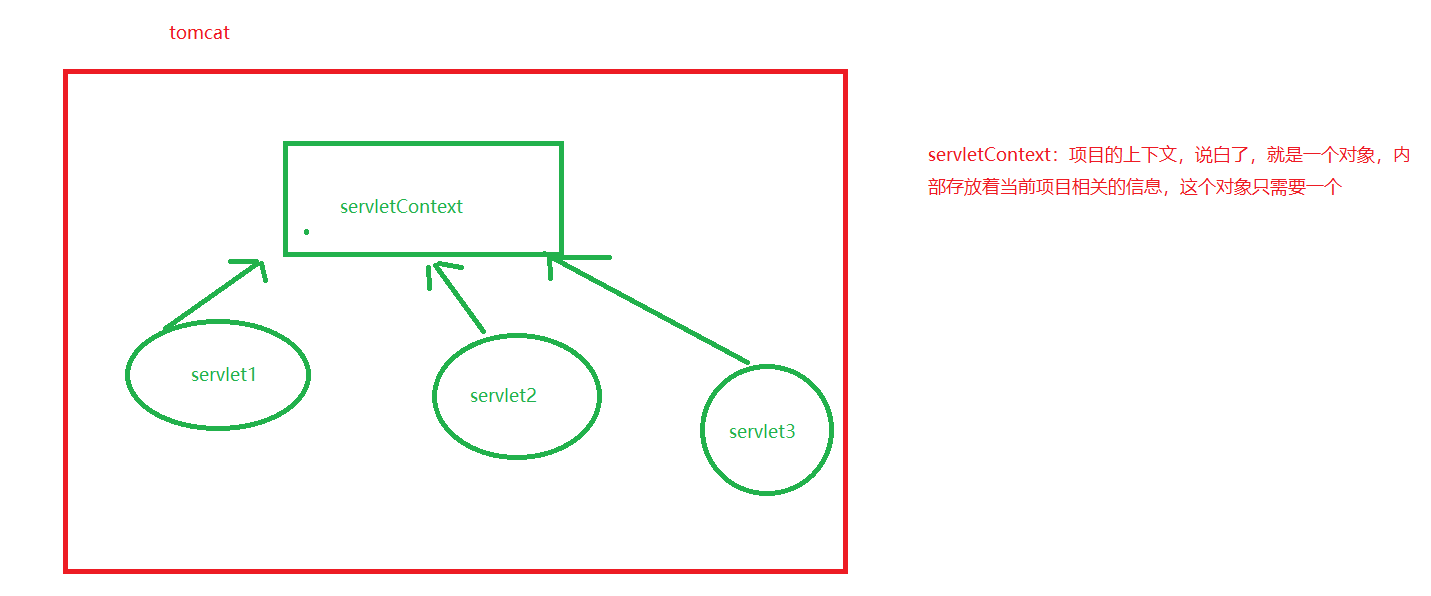 tomcat
servletContext：项目的上下文，说白了，就是一个对象，内
部存放着当前项目相关的信息，这个对象只需要一个
servletContext
servlet1
servlet2
servlet3